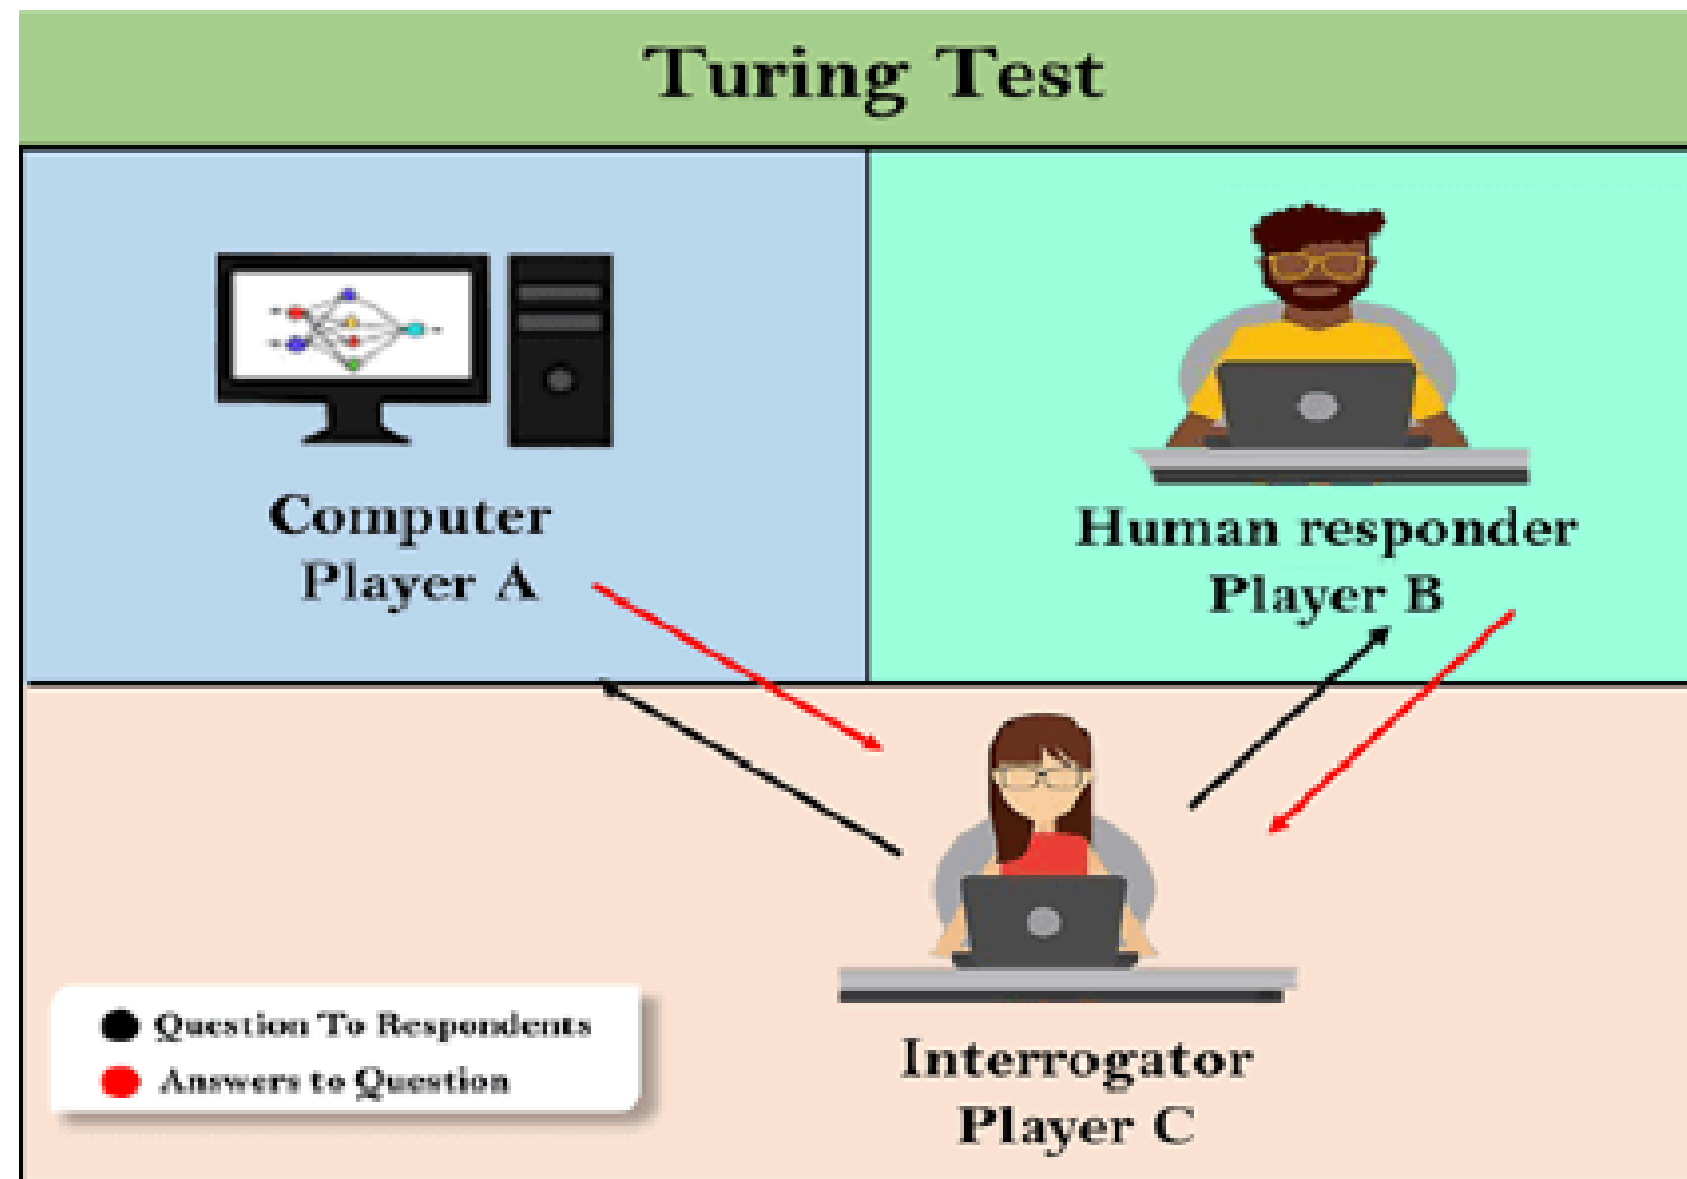 Turing Test
Computer
Player A
Human responder
Player B
Question To Respondents
Answers to Question
Interrogator
Player C